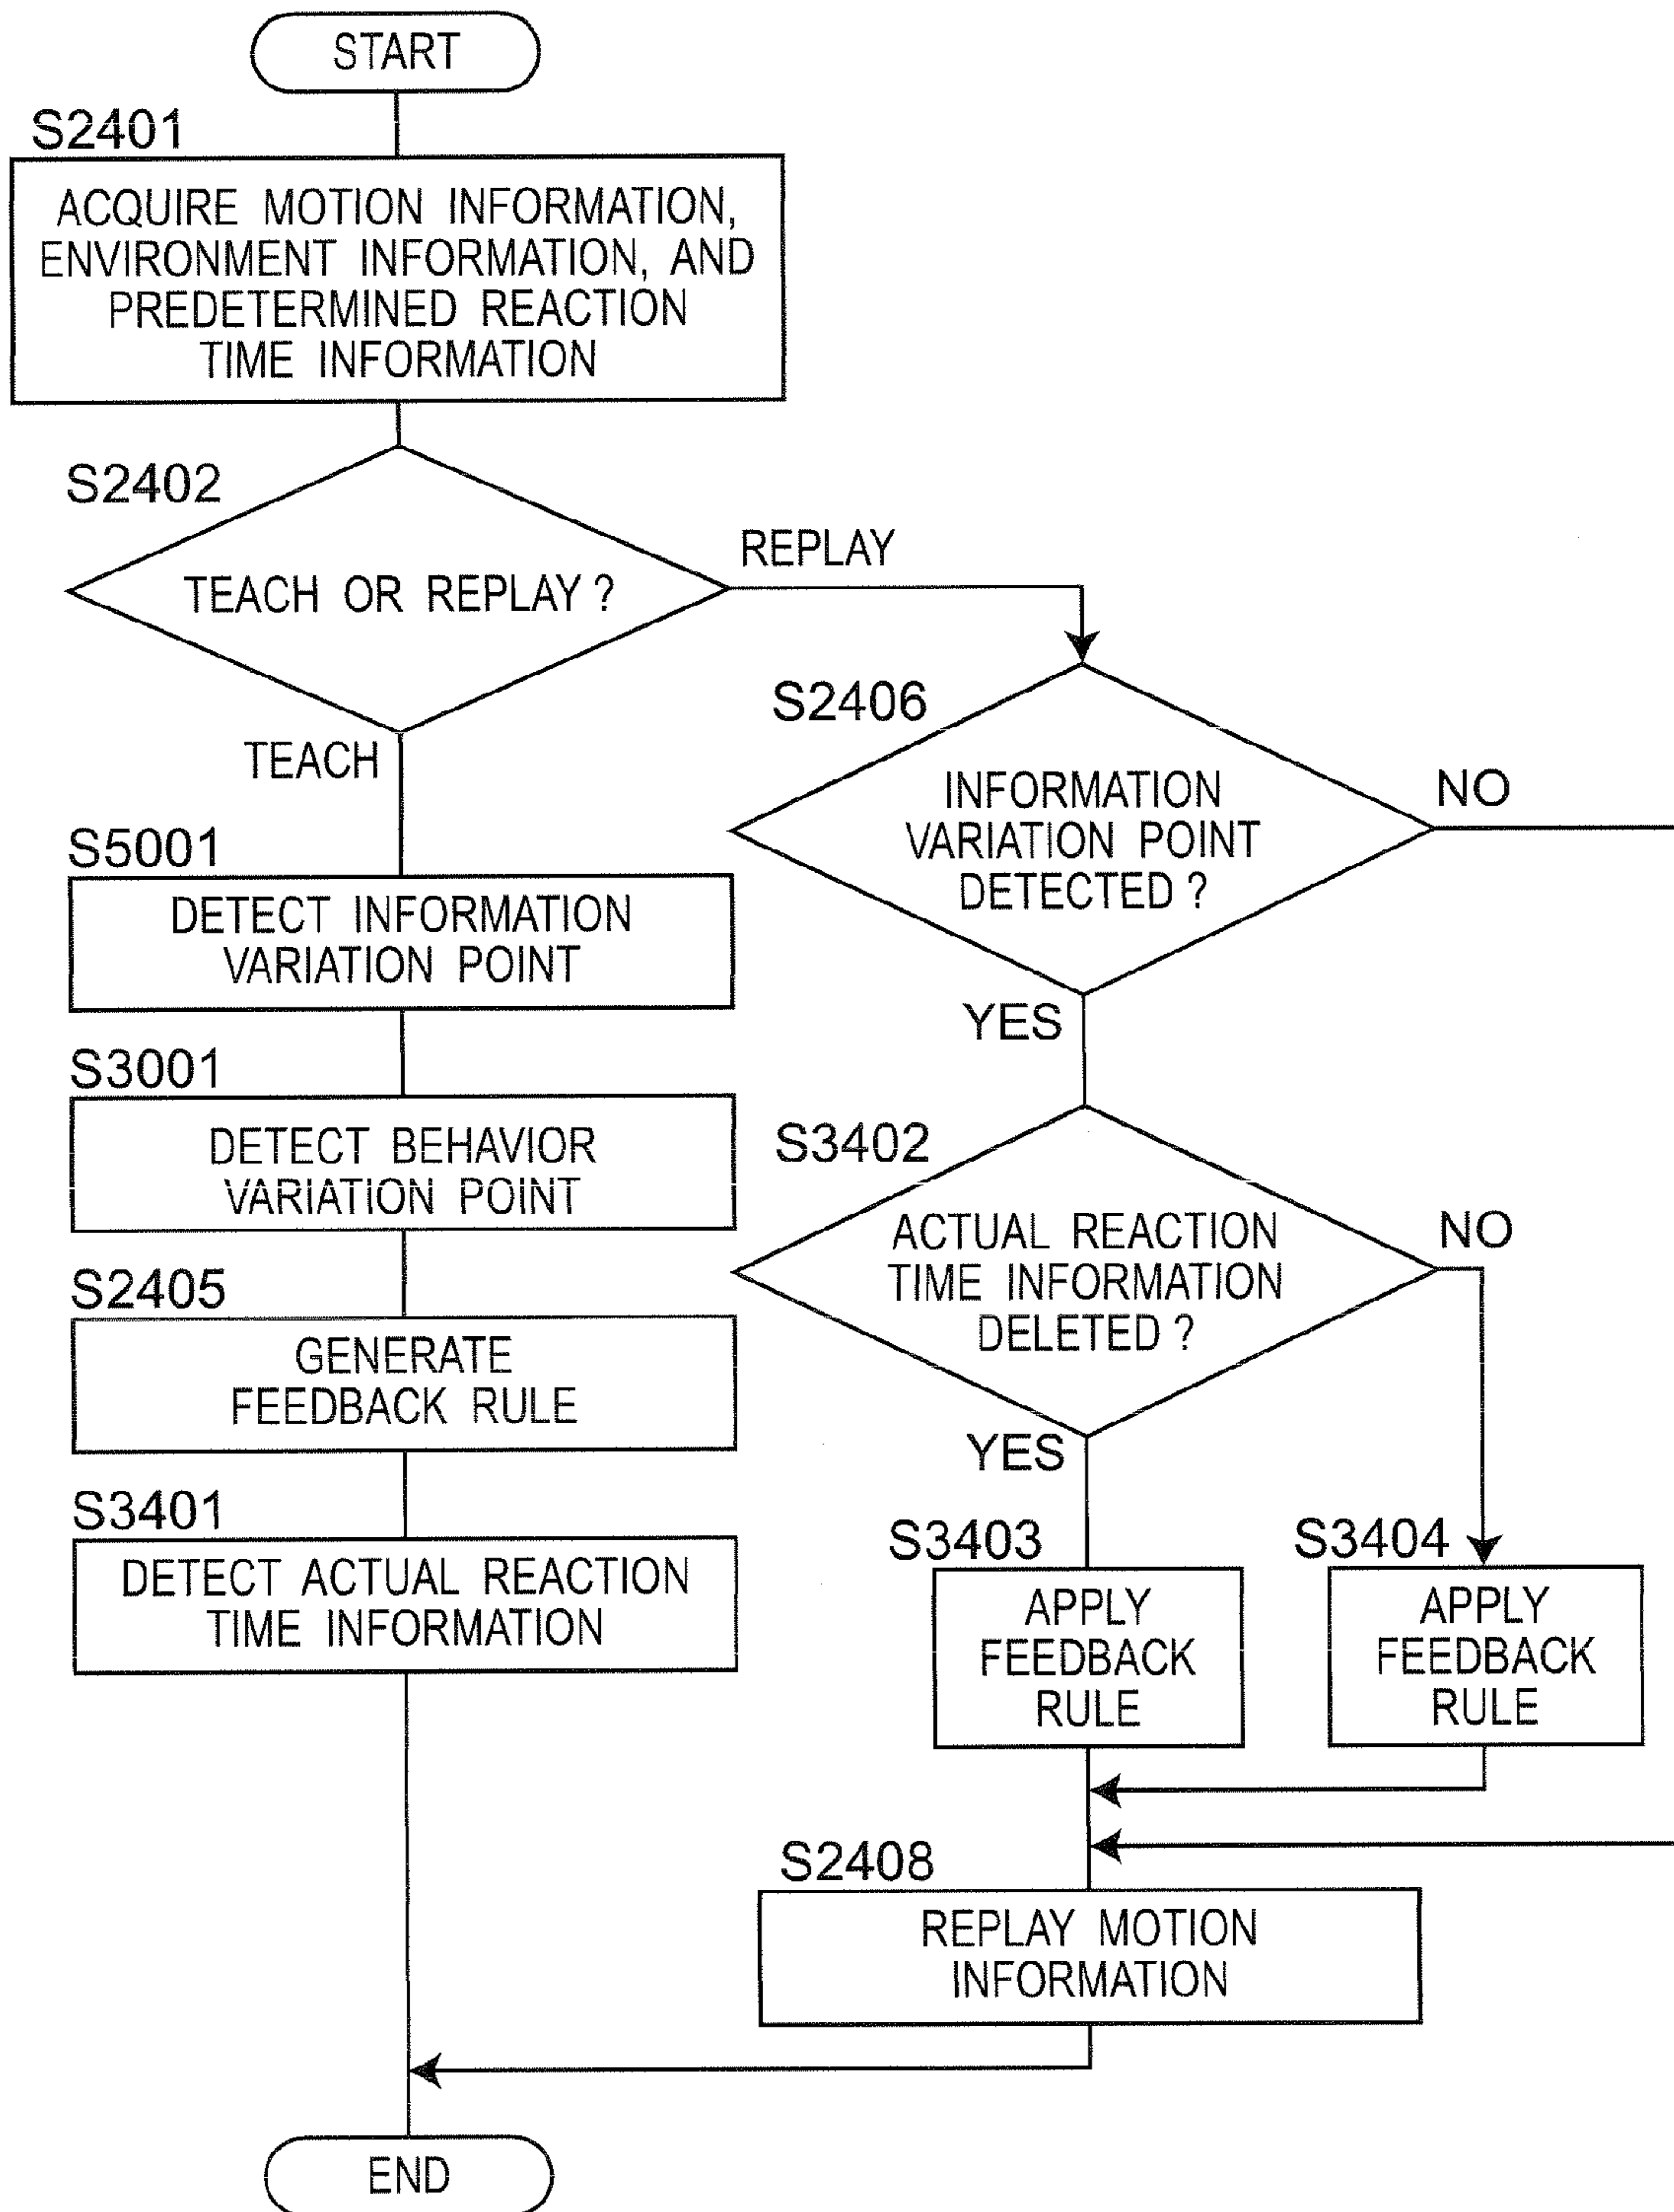 START
S2401
ACQUIRE MOTION INFORMATION,
ENVIRONMENT INFORMATION, AND
PREDETERMINED REACTION
TIME INFORMATION
S2402
TEACH OR REPLAY ?
REPLAY
TEACH
S5001
DETECT INFORMATION
VARIATION POINT
S3001
DETECT BEHAVIOR
VARIATION POINT
S2405
GENERATE
FEEDBACK RULE
S3401
DETECT ACTUAL REACTION
TIME INFORMATION
S2406
INFORMATION
VARIATION POINT
DETECTED ?
NO
YES
S3402
ACTUAL REACTION
TIME INFORMATION
DELETED ?
NO
YES
S3403
APPLY
FEEDBACK
RULE
S3404
APPLY
FEEDBACK
RULE
S2408
REPLAY MOTION
INFORMATION
END